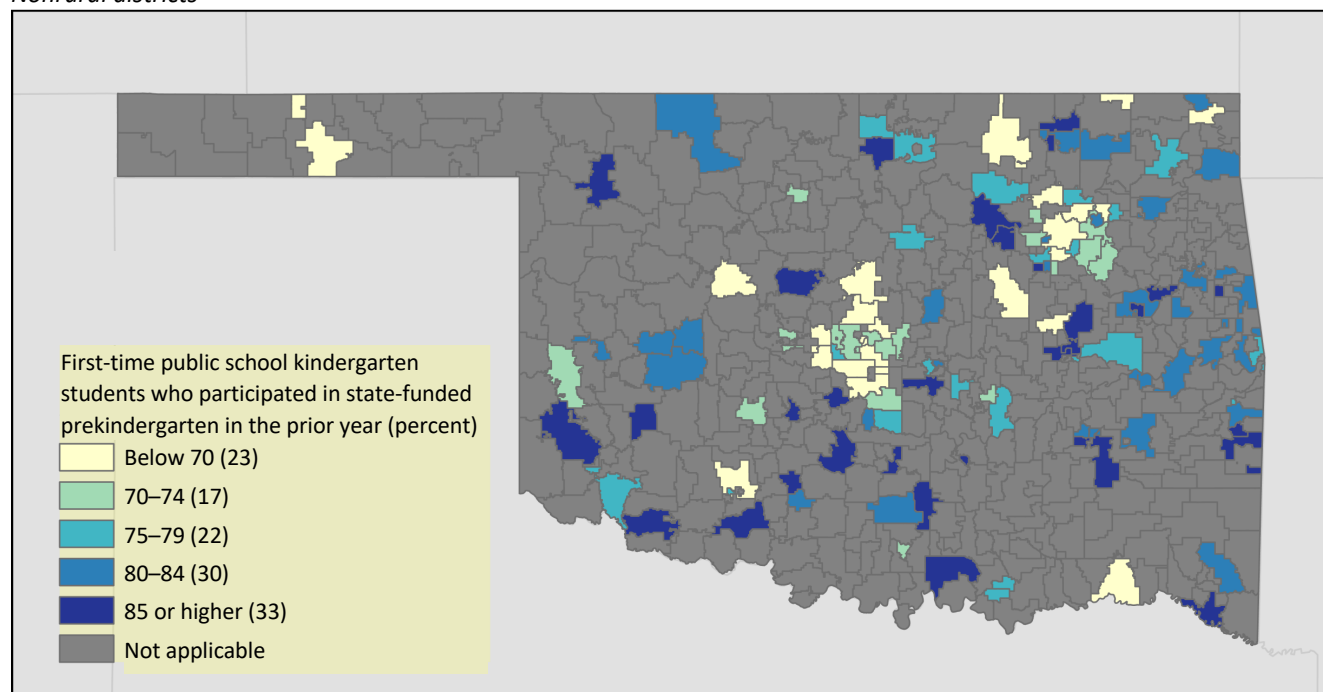 Nonrural districts
First-time public school kindergarten
students who participated in state-funded
prekindergarten in the prior year (percent)
Below 70 (23)
70–74 (17)
75–79 (22)
80–84 (30)
85 or higher (33)
Not applicable